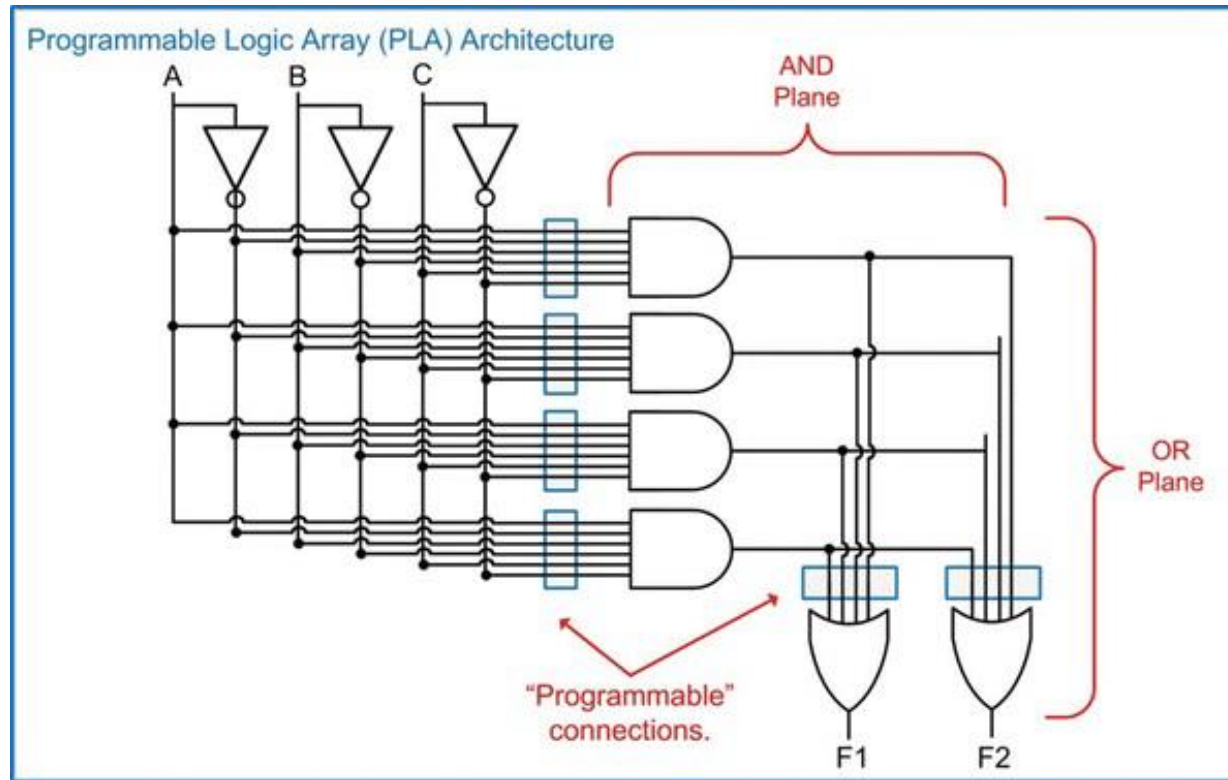 Programmable Logic Array (PLA) Architecture
A B C
AND
Plane
OR
Plane
“Programmable”
connections.
F1 F2